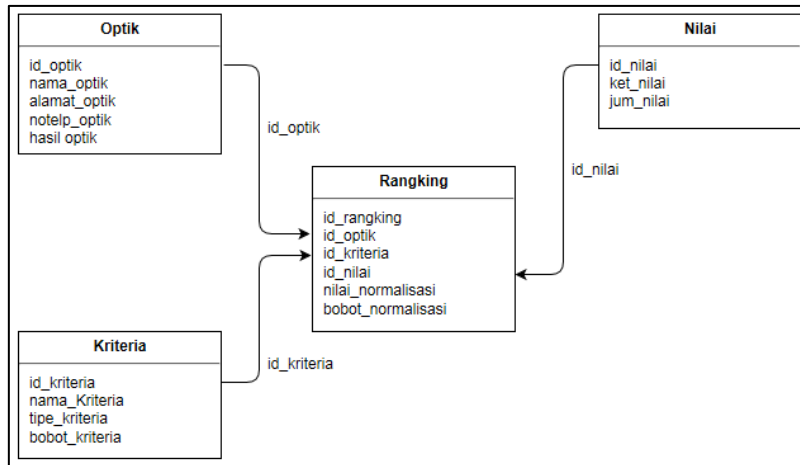 Optik
id_optik
nama_optik
alamat_optik
notelp_optik
hasil optik
Nilai
id_nilai
ket_nilai
jum_nilai
id_optik
id_nilai
Rangking
id_rangking
id_optik
id_kriteria
id_nilai
nilai_normalisasi
bobot_normalisasi
Kriteria
id_kriteria
nama_Kriteria
tipe_kriteria
bobot_kriteria
id_kriteria